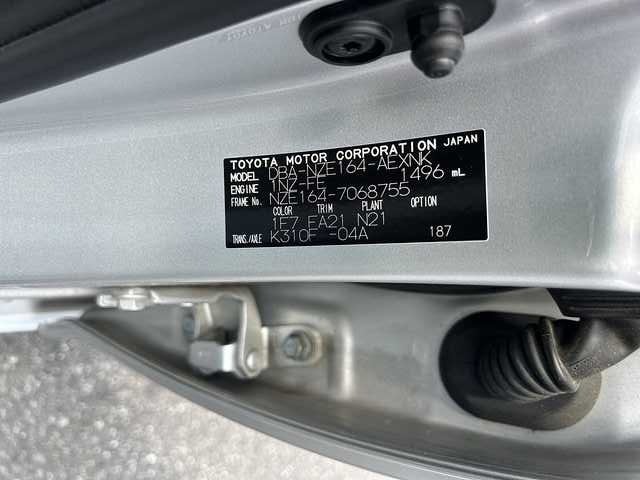 TOYOTA MOTOR CORPORATION JAPAN
MODEL DBA-NZE164-AEXNK
ENGINE 1NZ-FE 1496 mL
FRAME No. NZE164-7068755
COLOR TRIM PLANT OPTION
1F7 FA21 N21
TRANS./AXLE K310F -04A 187